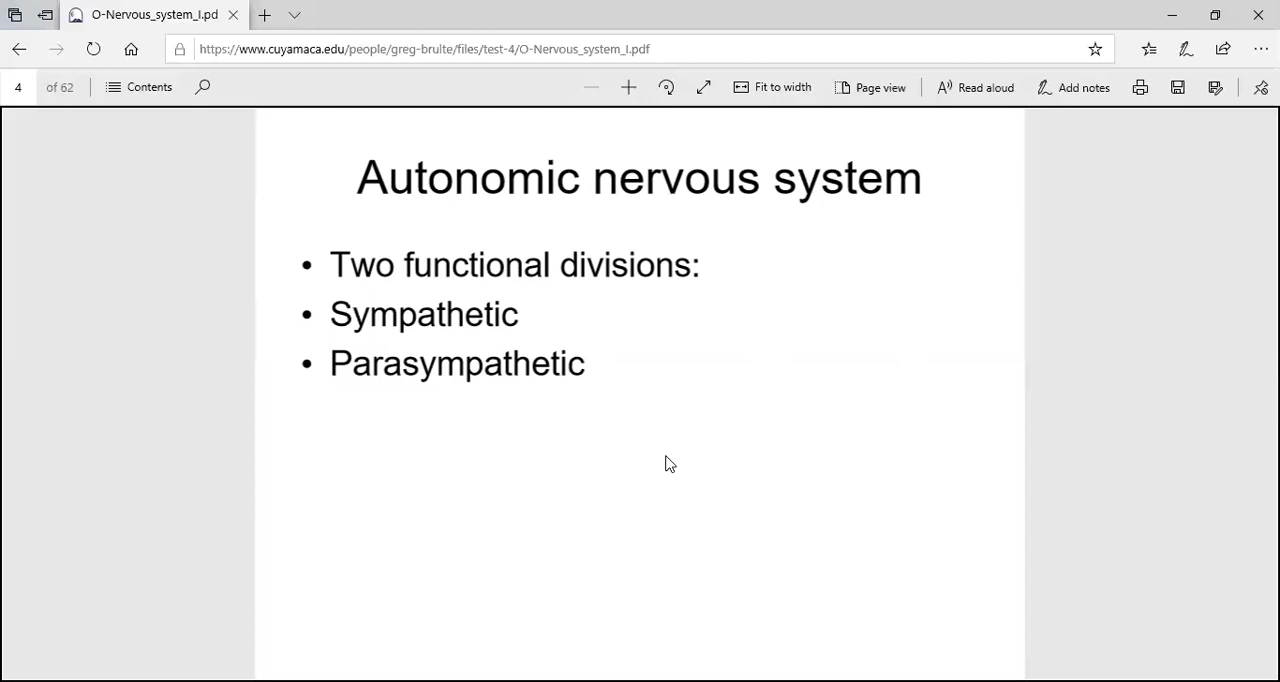 O-Nervous_system_I.pd
https://www.cuyamaca.edu/people/greg-brulte/files/test-4/O-Nervous_system_I.pdf
4 of 62 Contents Fit to width Page view Read aloud Add notes
Autonomic nervous system
• Two functional divisions:
• Sympathetic
• Parasympathetic